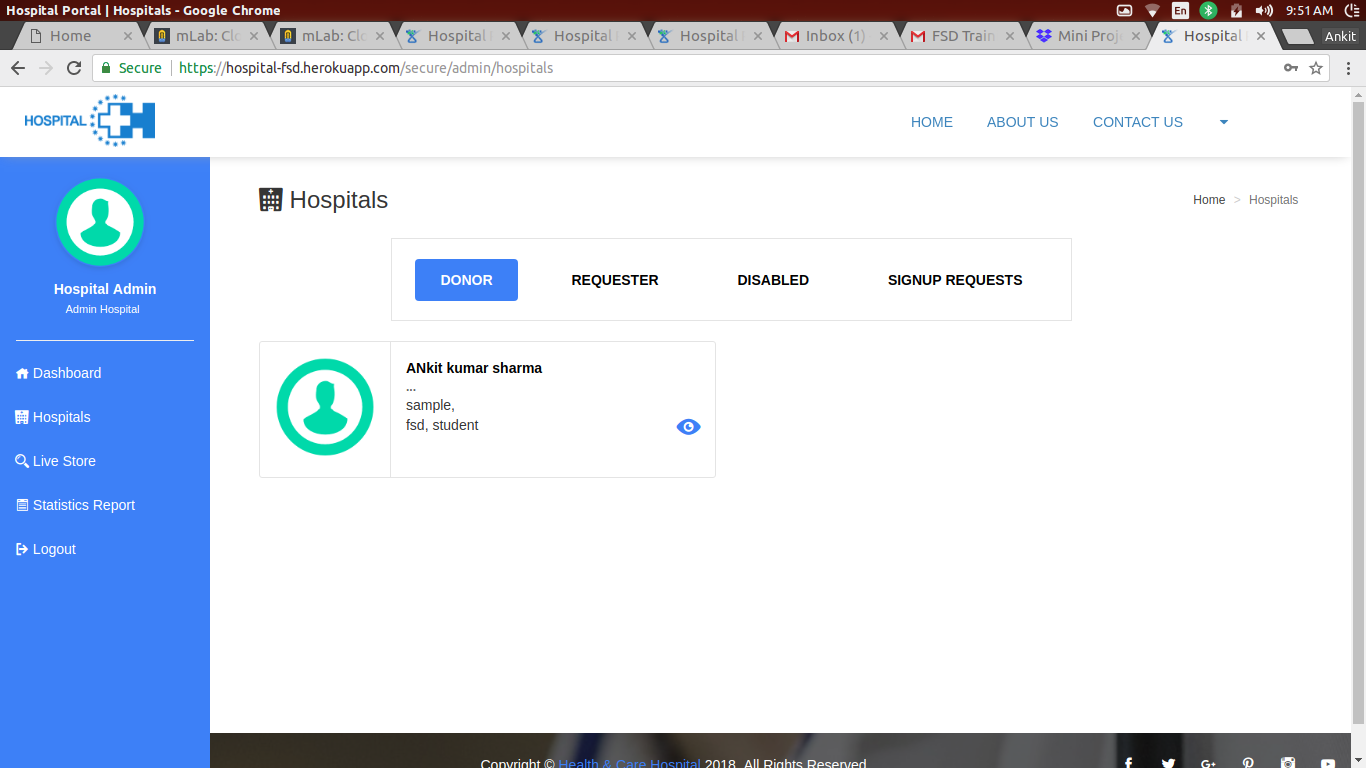 Hospital Portal | Hospitals - Google Chrome
En
9:51 AM
Home
mLab: Clo
mLab: Clo
Hospital
Hospital
Hospital
Inbox (1)
FSD Train
Mini Proj
Hospital
Ankit
Secure
https://hospital-fsd.herokuapp.com/secure/admin/hospitals
HOSPITAL
HOME
ABOUT US
CONTACT US
Hospital Admin
Admin Hospital
Dashboard
Hospitals
Live Store
Statistics Report
Logout
Hospitals
Home > Hospitals
DONOR
REQUESTER
DISABLED
SIGNUP REQUESTS
ANkit kumar sharma
...
sample,
fsd, student
Copyright © Health & Care Hospital 2018. All Rights Reserved